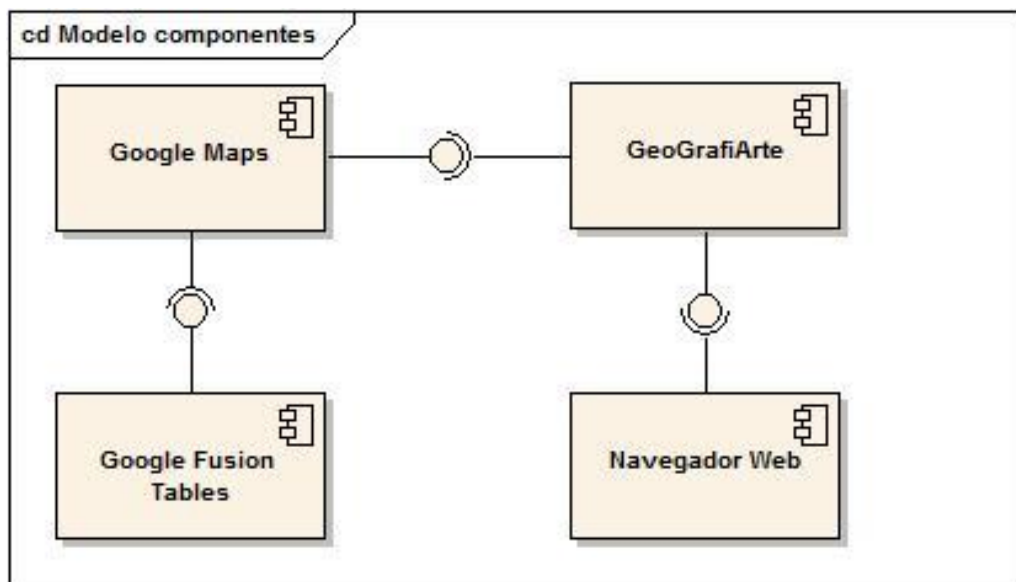 cd Modelo componentes
Google Maps
GeoGrafiArte
Google Fusion
Tables
Navegador Web